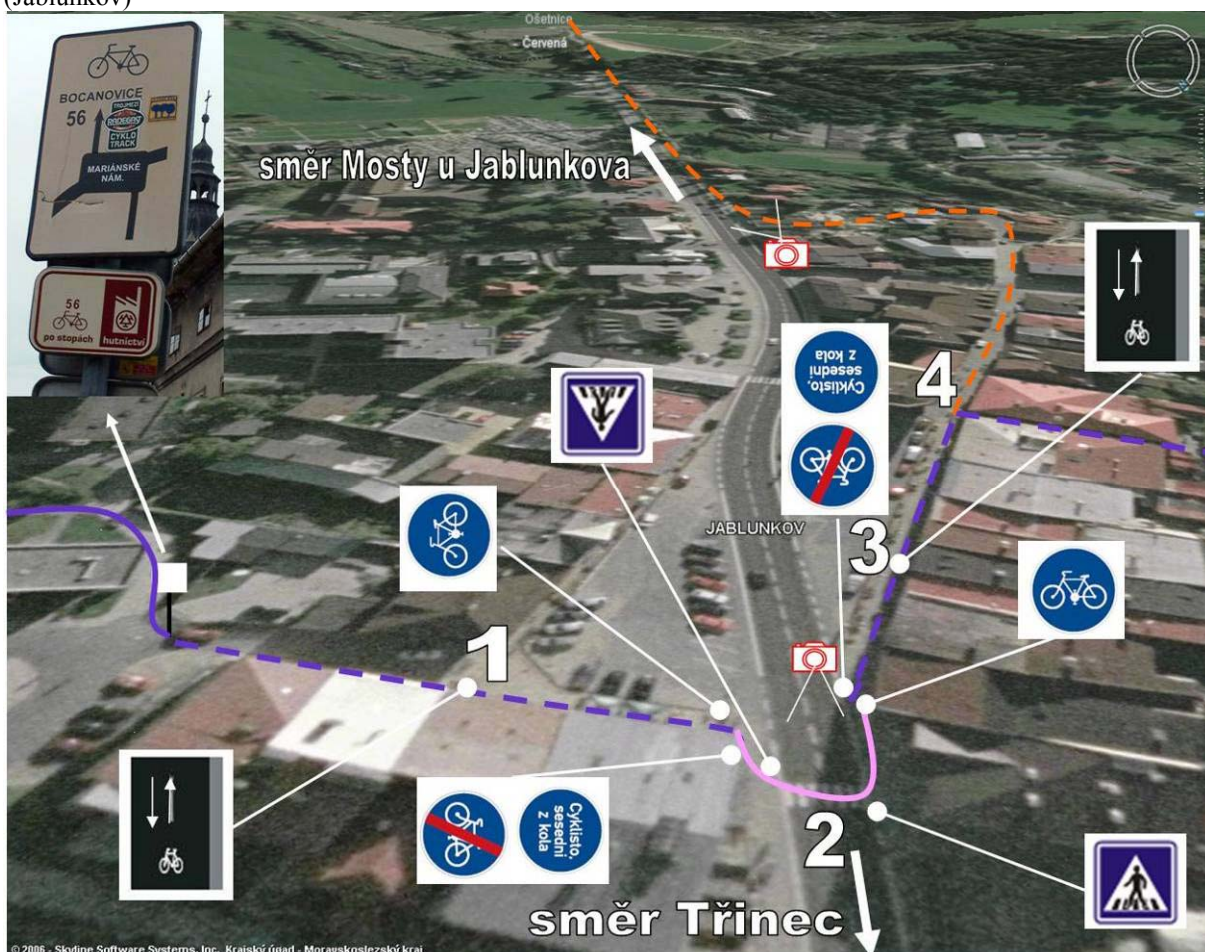 (Jablunkov)
Ošetnice
Červená
BOCANOVICE
56
TROJMEZÍ
RADEGAST
CYKLO
TRACK
MARIÁNSKÉ
NÁM.
56
po stopách hutnictví
směr Mosty u Jablunkova
Cyklisto,
sesedni
z kola
4
JABLUNKOV
3
1
2
Cyklisto,
sesedni
z kola
směr Třinec
© 2006 - Skyline Software Systems, Inc. Krajský úřad - Moravskoslezský kraj